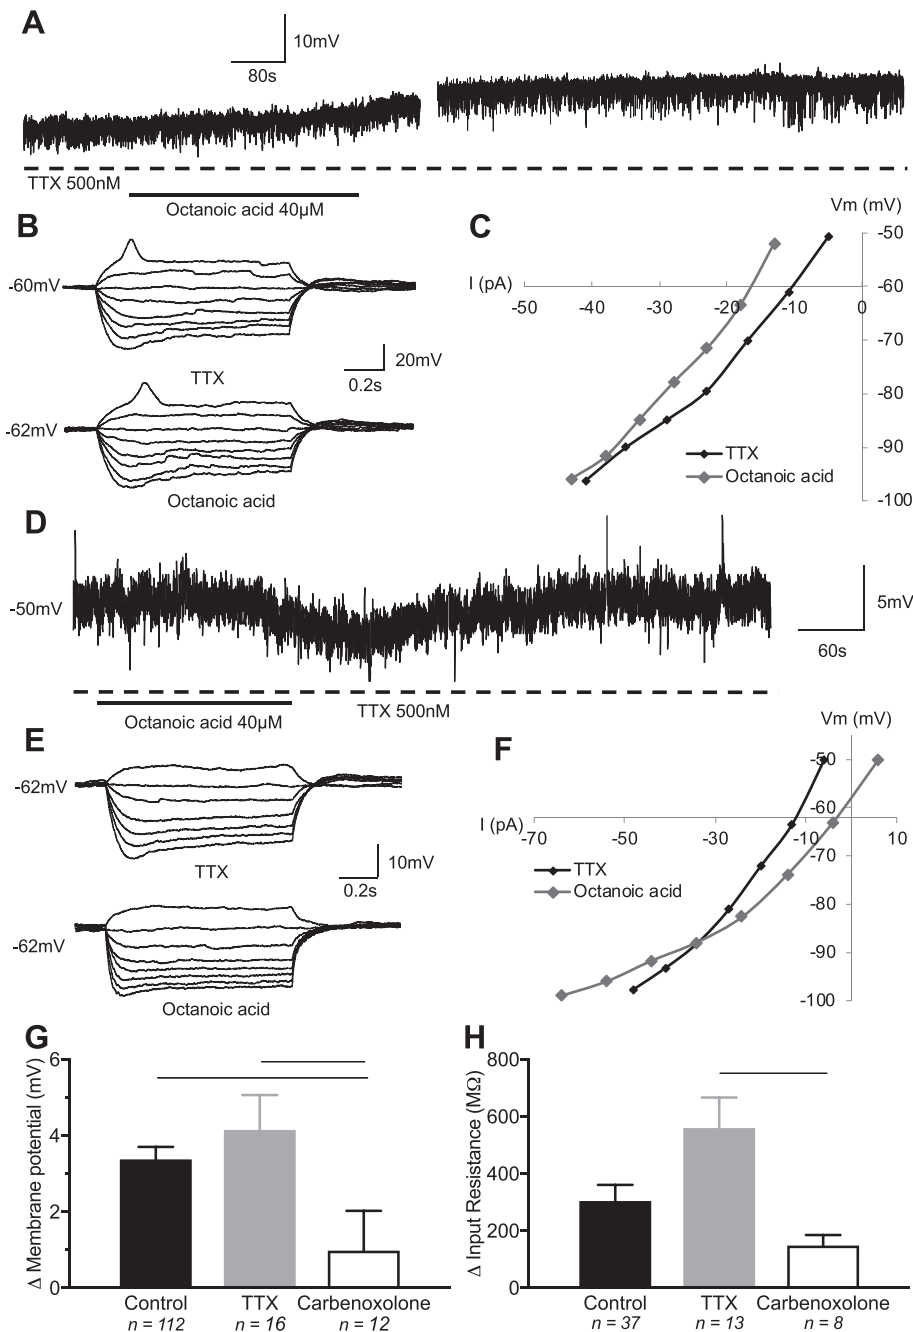 A
10mV
80s
TTX 500nM
Octanoic acid 40µM
B
-60mV
TTX
20mV
0.2s
-62mV
Octanoic acid
C
Vm (mV)
-50
I (pA)
-60
-50
-40
-30
-20
-10
0
-70
-80
-90
-100
TTX
Octanoic acid
D
-50mV
5mV
60s
Octanoic acid 40µM
TTX 500nM
E
-62mV
TTX
10mV
0.2s
-62mV
Octanoic acid
F
Vm (mV)
-50
-60
I (pA)
-70
-50
-30
-10
10
-70
-80
-90
-100
TTX
Octanoic acid
G
Δ Membrane potential (mV)
6
4
2
0
Control
TTX
Carbenoxolone
n = 112
n = 16
n = 12
H
Δ Input Resistance (MΩ)
800
600
400
200
0
Control
TTX
Carbenoxolone
n = 37
n = 13
n = 8